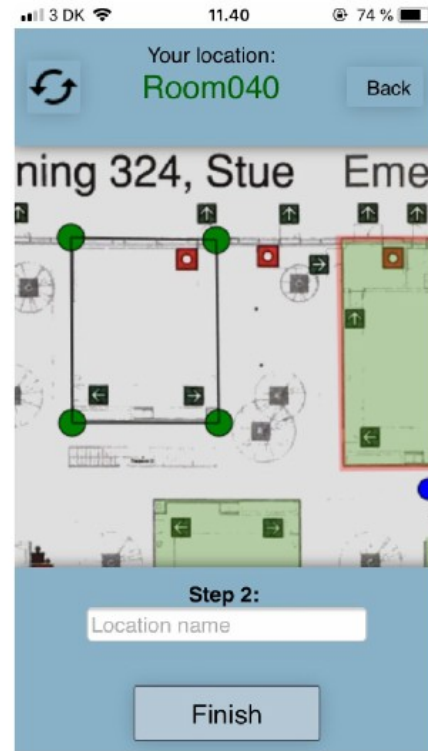 3 DK 11.40 74 %
Your location:
Room040
Back
ning 324, Stue Eme
Step 2:
Location name
Finish